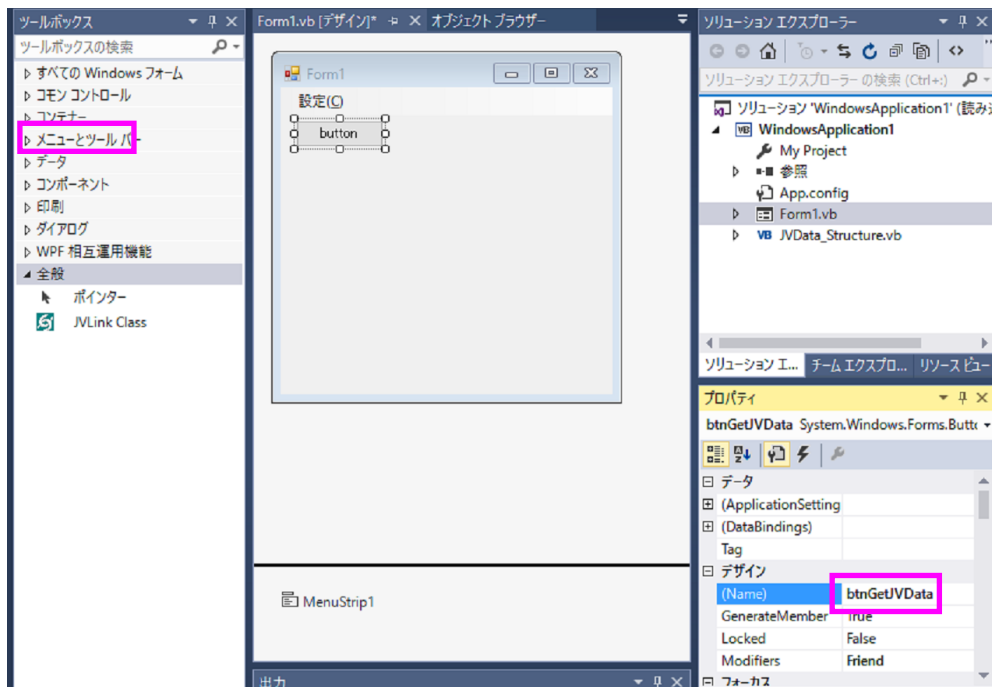 ツールボックス
ツールボックスの検索
すべての Windows フォーム
コモン コントロール
コンテナー
メニューとツール バー
データ
コンポーネント
印刷
ダイアログ
WPF 相互運用機能
全般
ポインター
JVLink Class
Form1.vb [デザイン]*
オブジェクト ブラウザー
Form1
設定(C)
button
MenuStrip1
出力
ソリューション エクスプローラー
ソリューション エクスプローラー の検索 (Ctrl+:)
ソリューション 'WindowsApplication1' (読み
WindowsApplication1
My Project
参照
App.config
Form1.vb
JVData_Structure.vb
ソリューション エ... チーム エクスプロ... リソース ビュー
プロパティ
btnGetJVData System.Windows.Forms.Butto
データ
(ApplicationSetting
(DataBindings)
Tag
デザイン
(Name) btnGetJVData
GenerateMember True
Locked False
Modifiers Friend
フォーカス